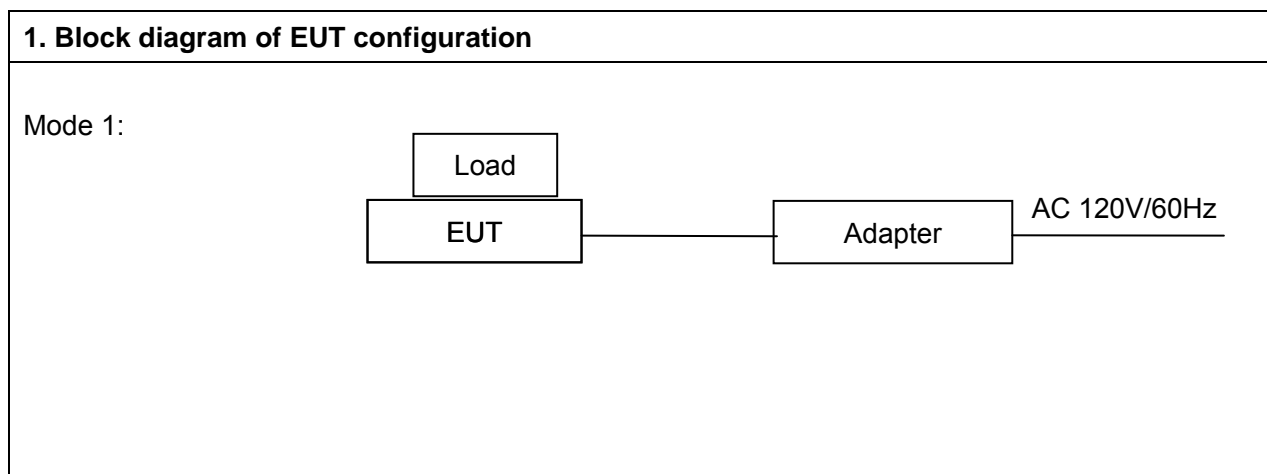 1. Block diagram of EUT configuration
Mode 1:
Load
EUT
Adapter
AC 120V/60Hz